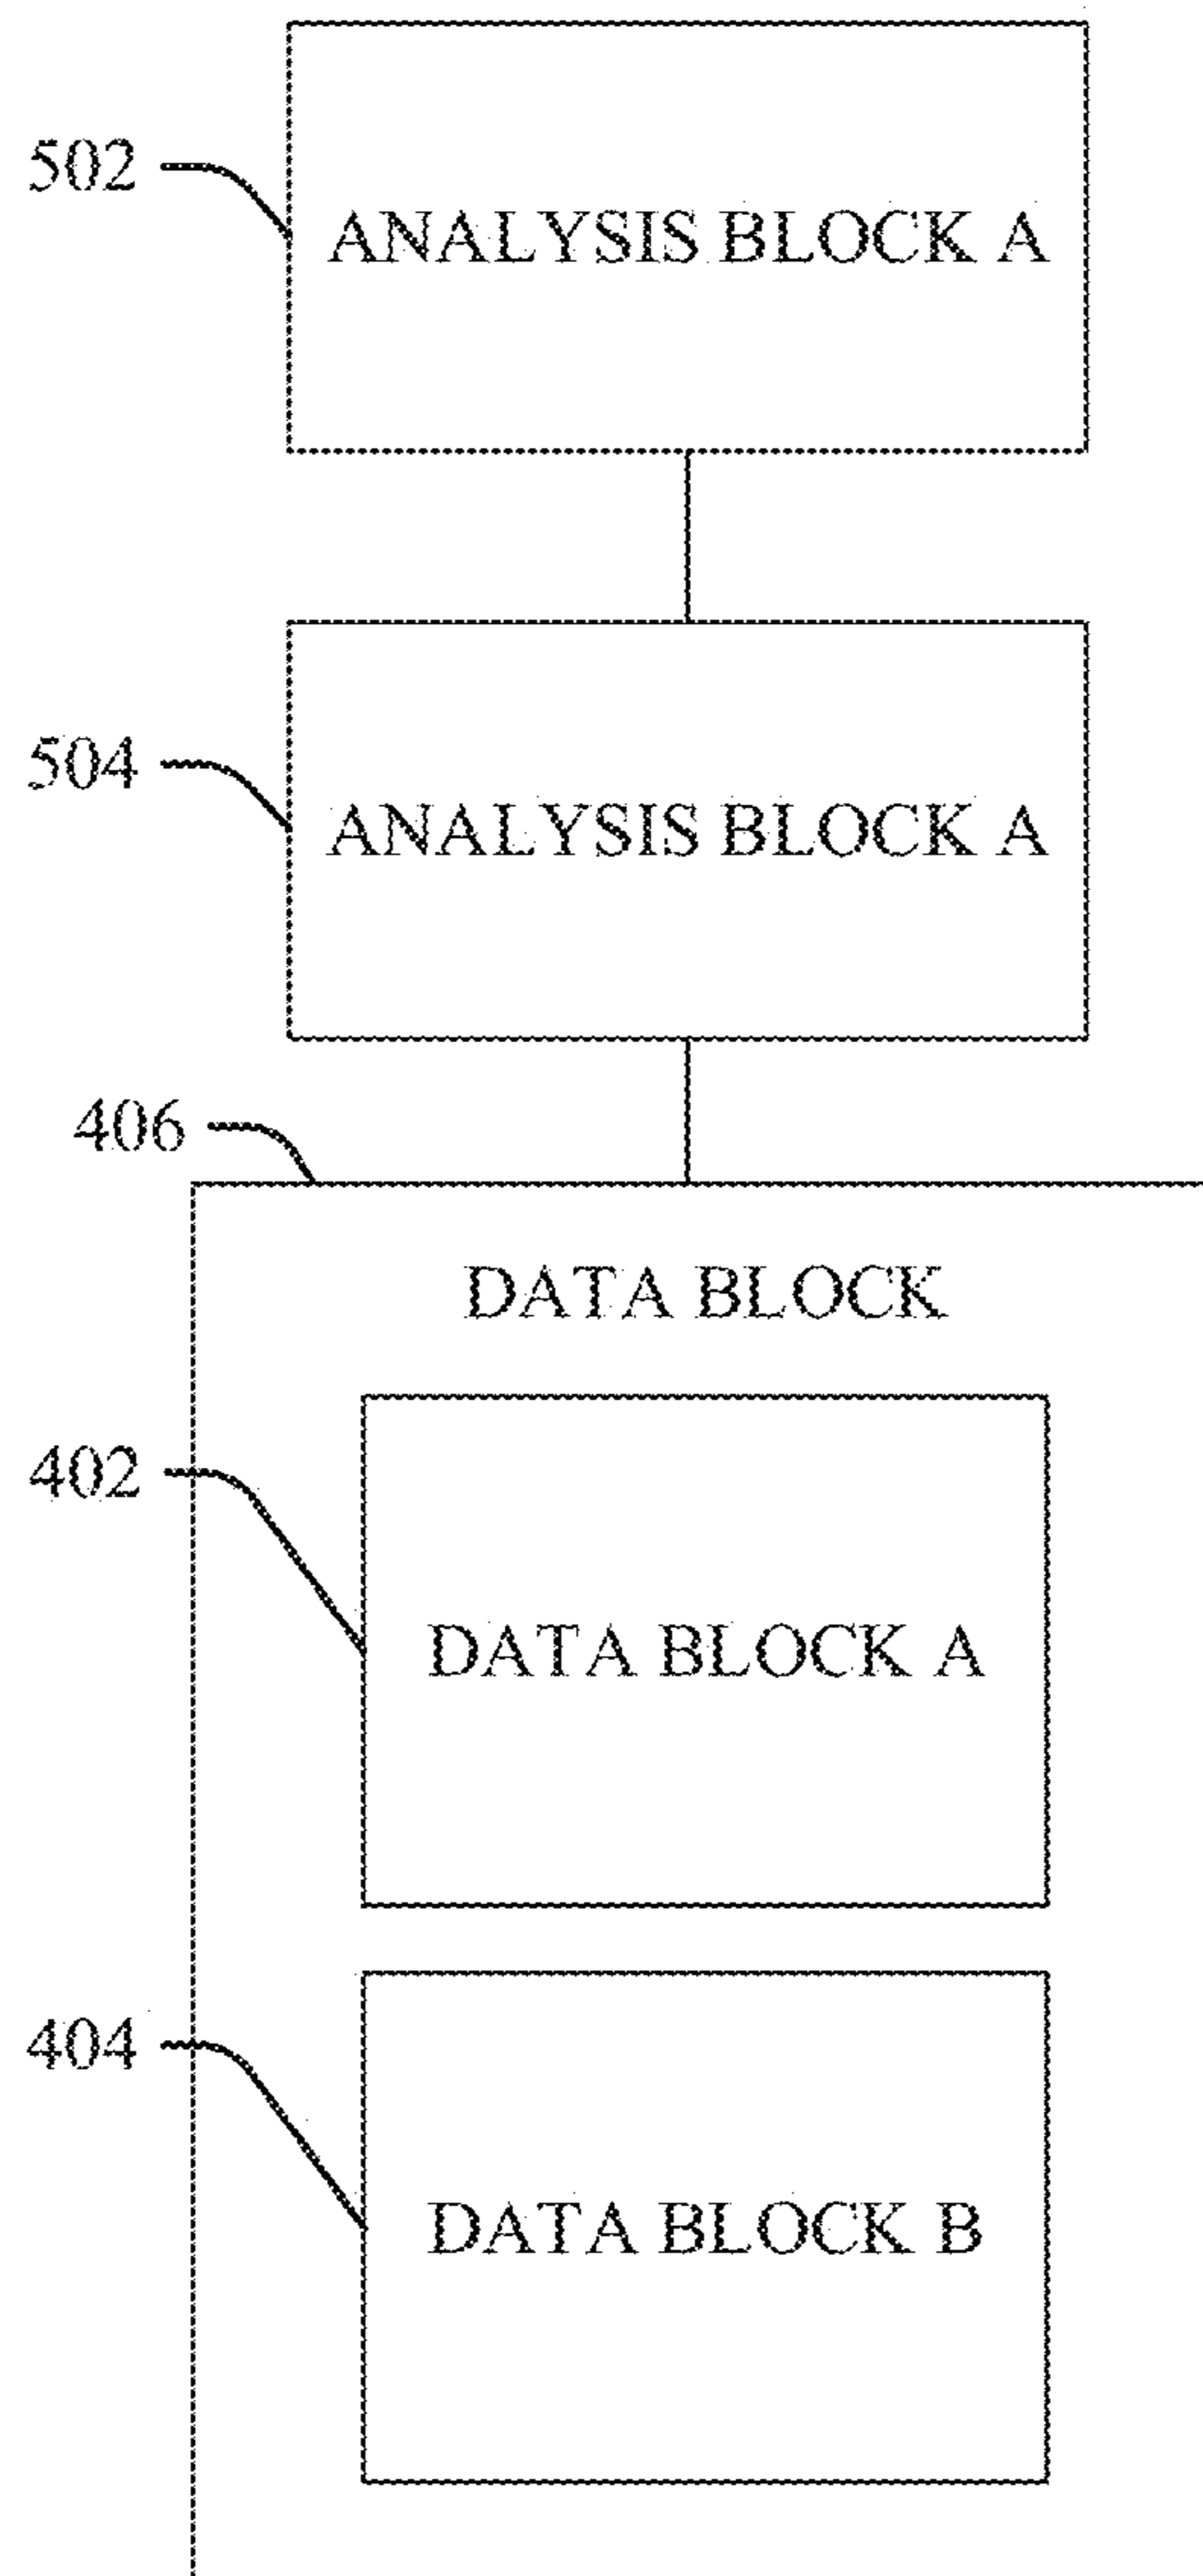 502
ANALYSIS BLOCK A
504
ANALYSIS BLOCK A
406
DATA BLOCK
402
DATA BLOCK A
404
DATA BLOCK B